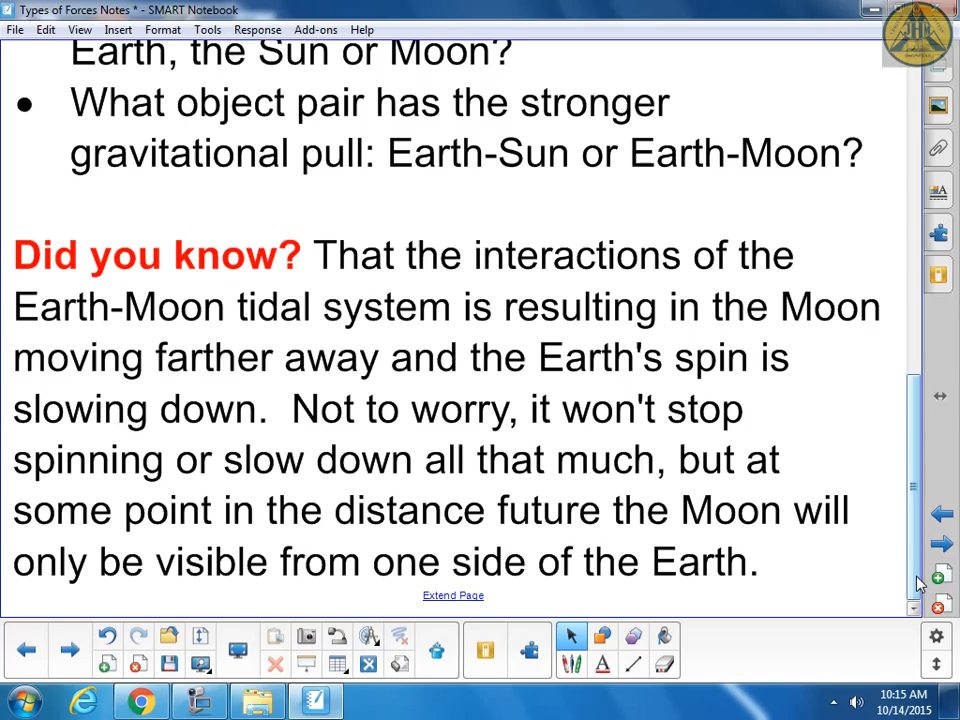 Types of Forces Notes * - SMART Notebook
File Edit View Insert Format Tools Response Add-ons Help
Earth, the Sun or Moon?
• What object pair has the stronger
gravitational pull: Earth-Sun or Earth-Moon?
Did you know? That the interactions of the
Earth-Moon tidal system is resulting in the Moon
moving farther away and the Earth's spin is
slowing down. Not to worry, it won't stop
spinning or slow down all that much, but at
some point in the distance future the Moon will
only be visible from one side of the Earth.
Extend Page
10:15 AM
10/14/2015